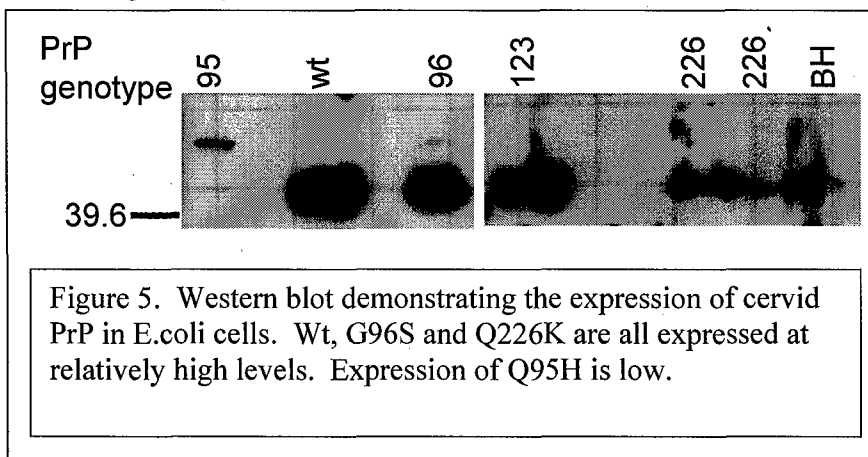 PrP
genotype
95 wt 96 123 226 226. BH
39.6
Figure 5. Western blot demonstrating the expression of cervid
PrP in E.coli cells. Wt, G96S and Q226K are all expressed at
relatively high levels. Expression of Q95H is low.